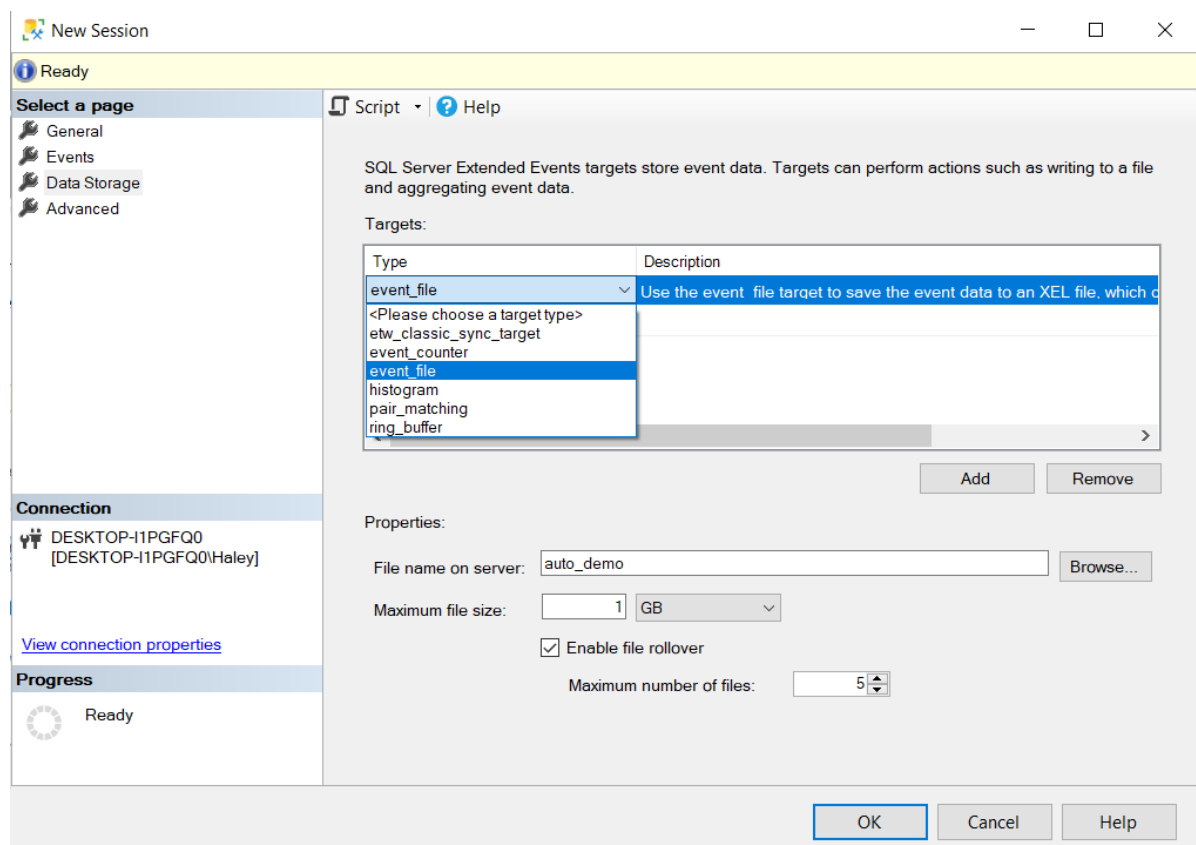 New Session
Ready
Select a page
General
Events
Data Storage
Advanced
Script
Help
SQL Server Extended Events targets store event data. Targets can perform actions such as writing to a file
and aggregating event data.
Targets:
Type
Description
event_file
Use the event_file target to save the event data to an XEL file, which c
<Please choose a target type>
etw_classic_sync_target
event_counter
event_file
histogram
pair_matching
ring_buffer
Add
Remove
Connection
DESKTOP-I1PGFQ0
[DESKTOP-I1PGFQ0\Haley]
View connection properties
Properties:
File name on server:
auto_demo
Browse...
Maximum file size:
1
GB
Enable file rollover
Maximum number of files:
5
Progress
Ready
OK
Cancel
Help